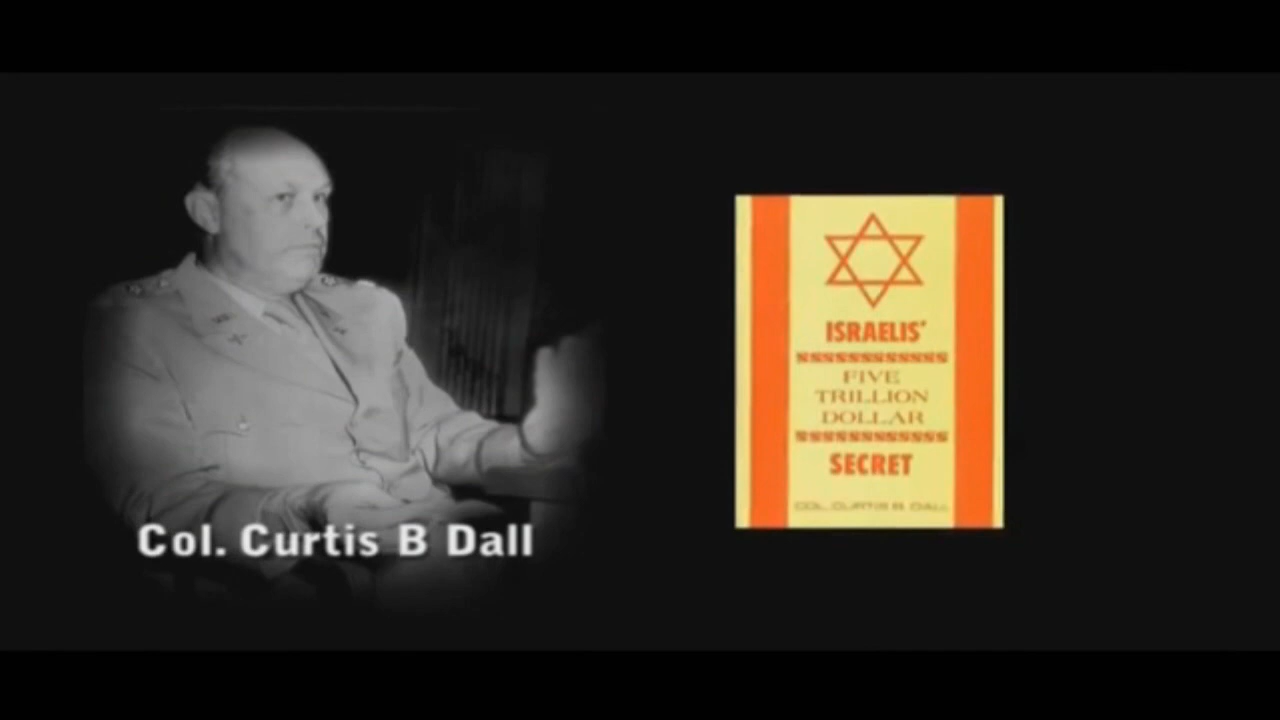 Col. Curtis B Dall
ISRAELIS'
FIVE
TRILLION
DOLLAR
SECRET
COL. CURTIS B. DALL